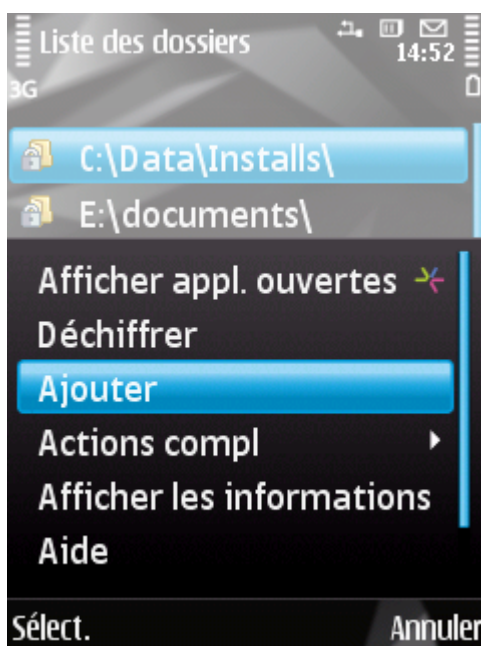 Liste des dossiers
14:52
3G
C:\Data\Installs\
E:\documents\
Afficher appl. ouvertes
Déchiffrer
Ajouter
Actions compl
Afficher les informations
Aide
Sélect. Annuler